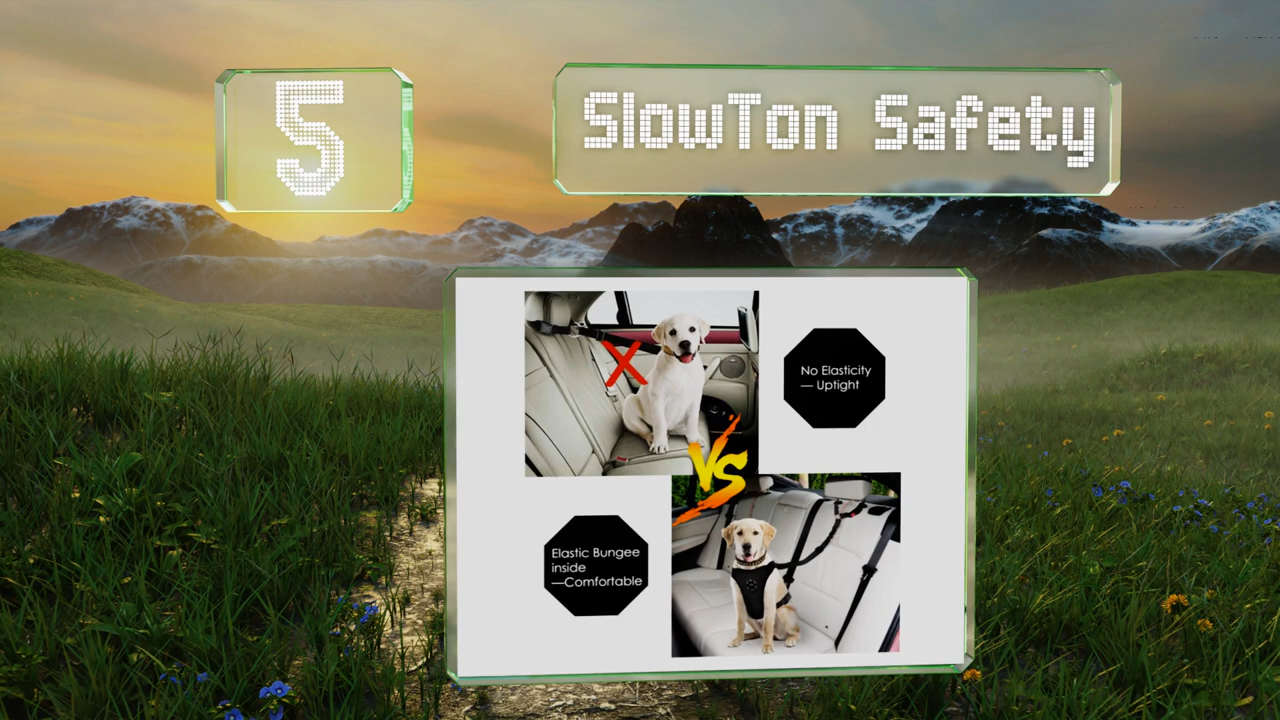 5
SlowTon Safety
No Elasticity
— Uptight
VS
Elastic Bungee
inside
—Comfortable